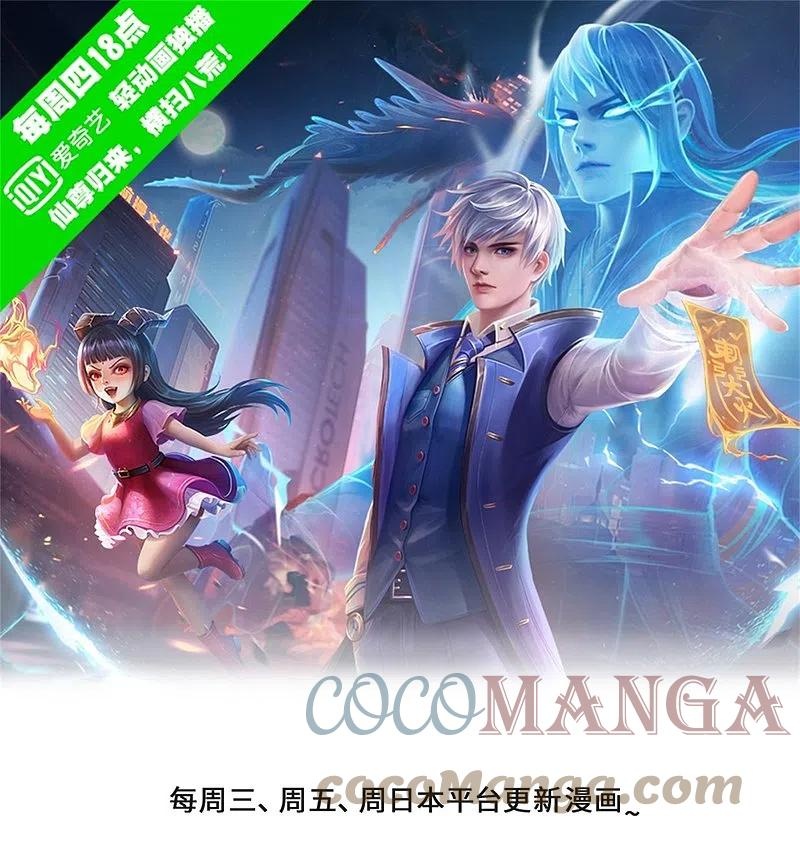 每周四18点
iQIYI 爱奇艺 轻动画独播
仙尊归来，横扫八荒！
CROTECH
COCOMANGA
cocoManga.com
每周三、周五、周日本平台更新漫画~